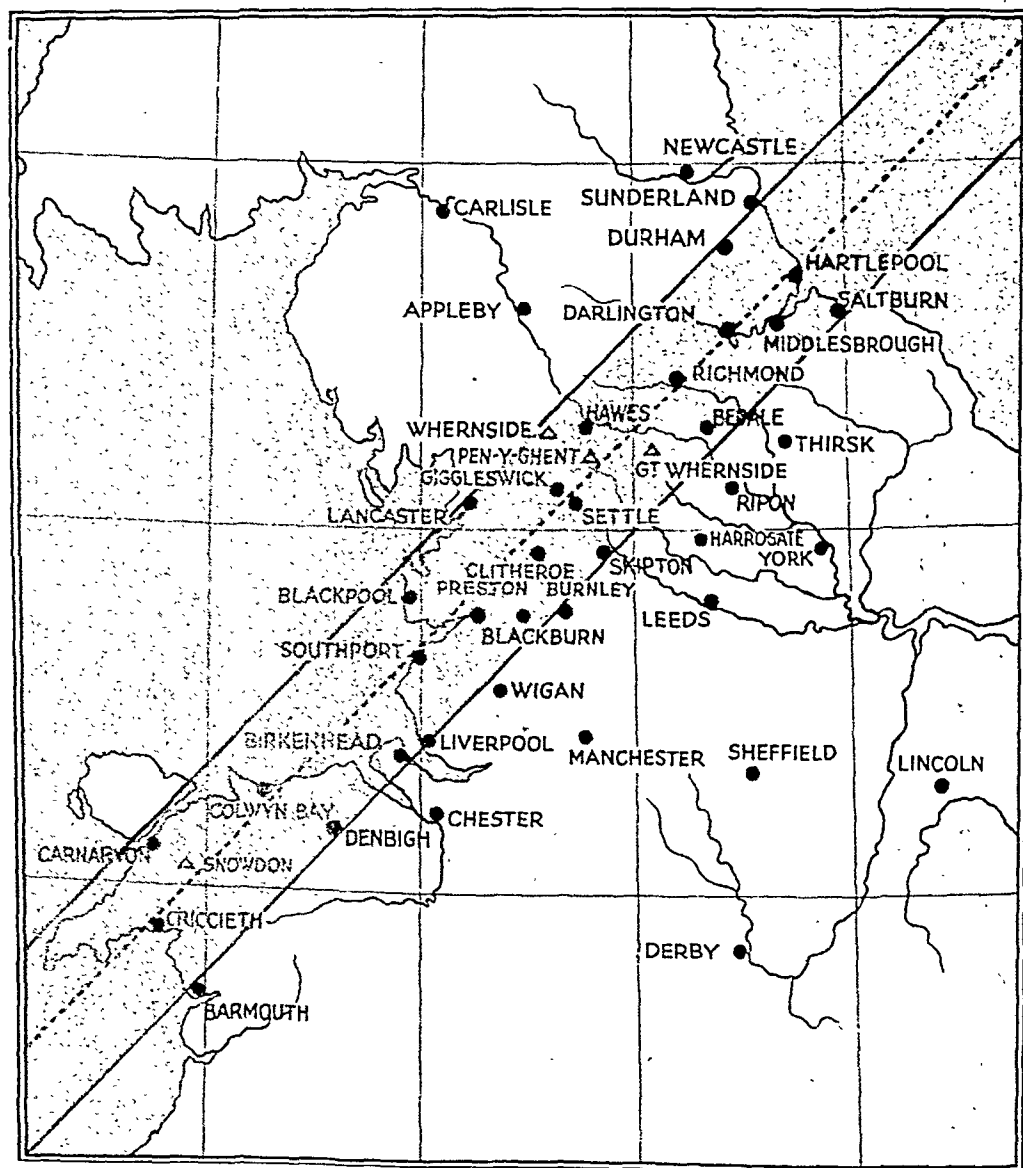 NEWCASTLE
SUNDERLAND
CARLISLE
DURHAM
HARTLEPOOL
APPLEBY
DARLINGTON
SALTBURN
MIDDLESBROUGH
RICHMOND
HAWES
BEDALE
WHERNSIDE
THIRSK
PEN-Y-GHENT
GT WHERNSIDE
GIGGLESWICK
RIPON
LANCASTER
SETTLE
HARROGATE
YORK
CLITHEROE
SKIPTON
BLACKPOOL
PRESTON
BURNLEY
LEEDS
BLACKBURN
SOUTHPORT
WIGAN
BIRKENHEAD
LIVERPOOL
MANCHESTER
SHEFFIELD
LINCOLN
COLWYN BAY
CHESTER
DENBIGH
CARNARVON
SNOWDON
CRICCIETH
DERBY
BARMOUTH